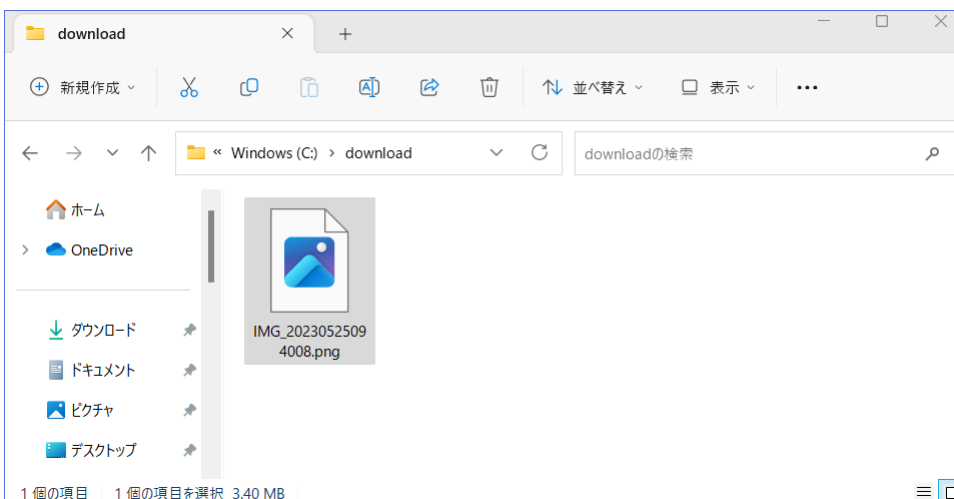 download
新規作成
並べ替え
表示
« Windows (C:) › download
downloadの検索
ホーム
OneDrive
ダウンロード
ドキュメント
ピクチャ
デスクトップ
IMG_2023052509
4008.png
1 個の項目 1 個の項目を選択 3.40 MB